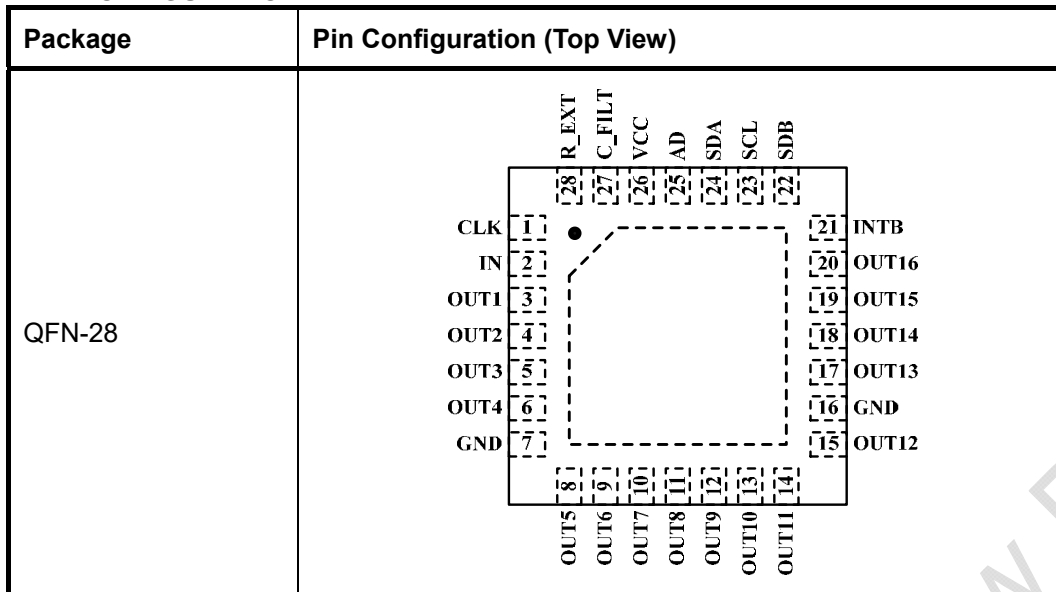 Package
Pin Configuration (Top View)
QFN-28
R_EXT
C_FILT
VCC
AD
SDA
SCL
SDB
28
27
26
25
24
23
22
CLK 1
IN 2
OUT1 3
OUT2 4
OUT3 5
OUT4 6
GND 7
21 INTB
20 OUT16
19 OUT15
18 OUT14
17 OUT13
16 GND
15 OUT12
8
9
10
11
12
13
14
OUT5
OUT6
OUT7
OUT8
OUT9
OUT10
OUT11